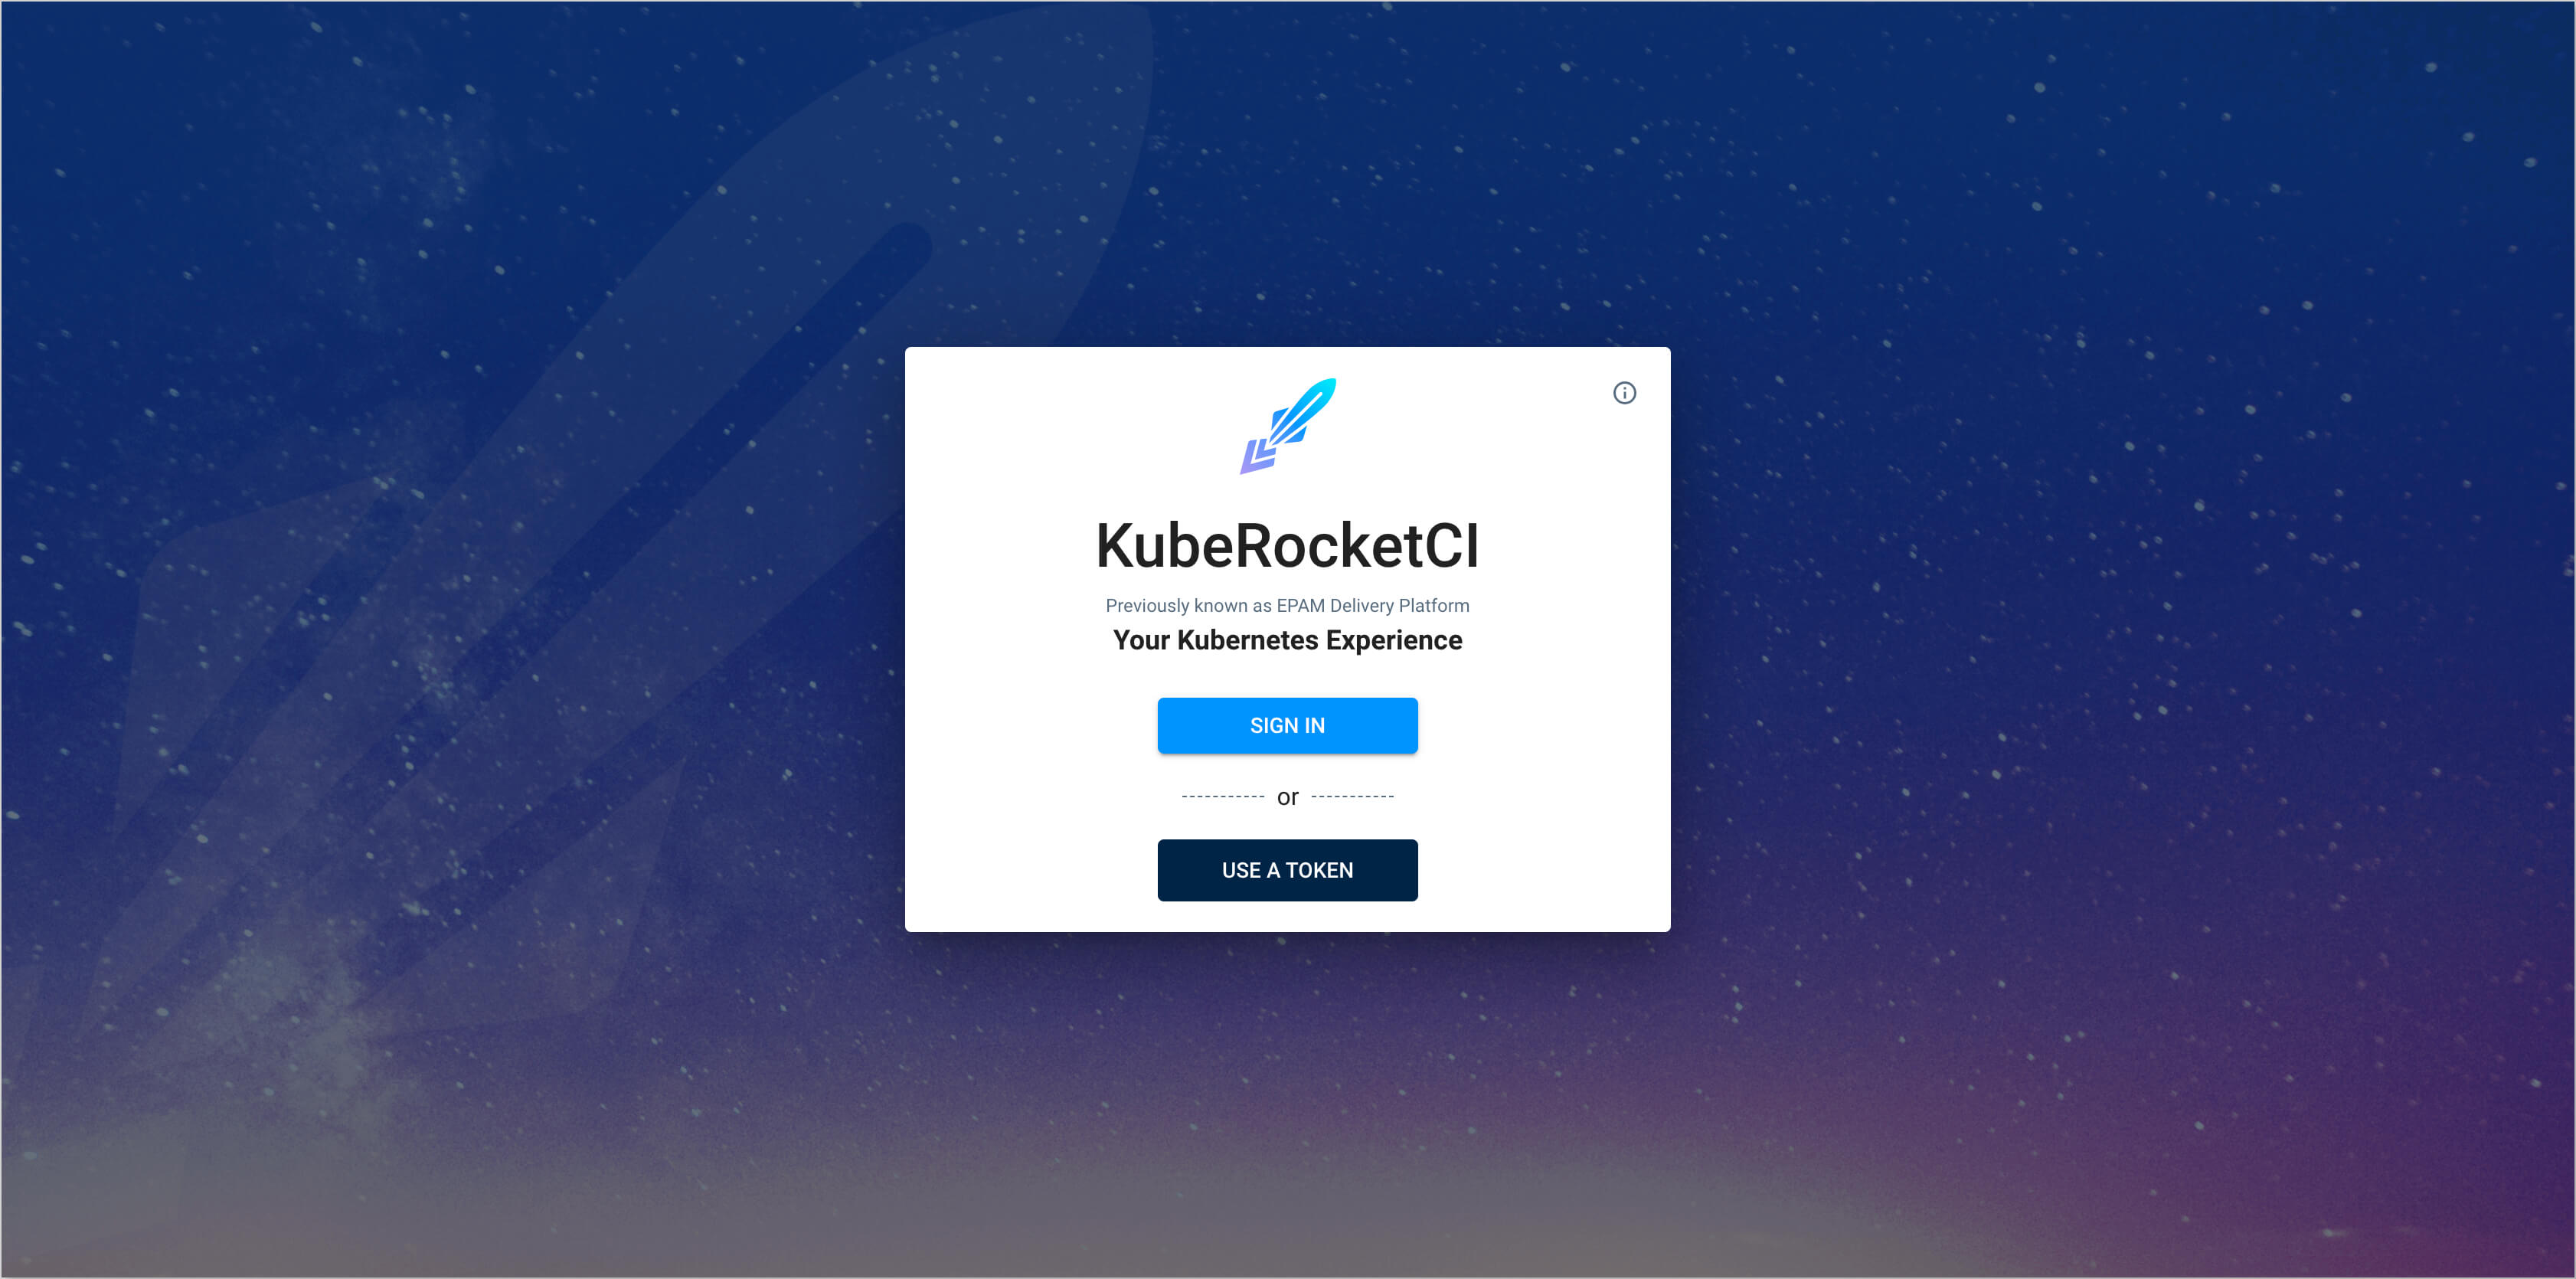 KubeRocketCI
Previously known as EPAM Delivery Platform
Your Kubernetes Experience
SIGN IN
or
USE A TOKEN